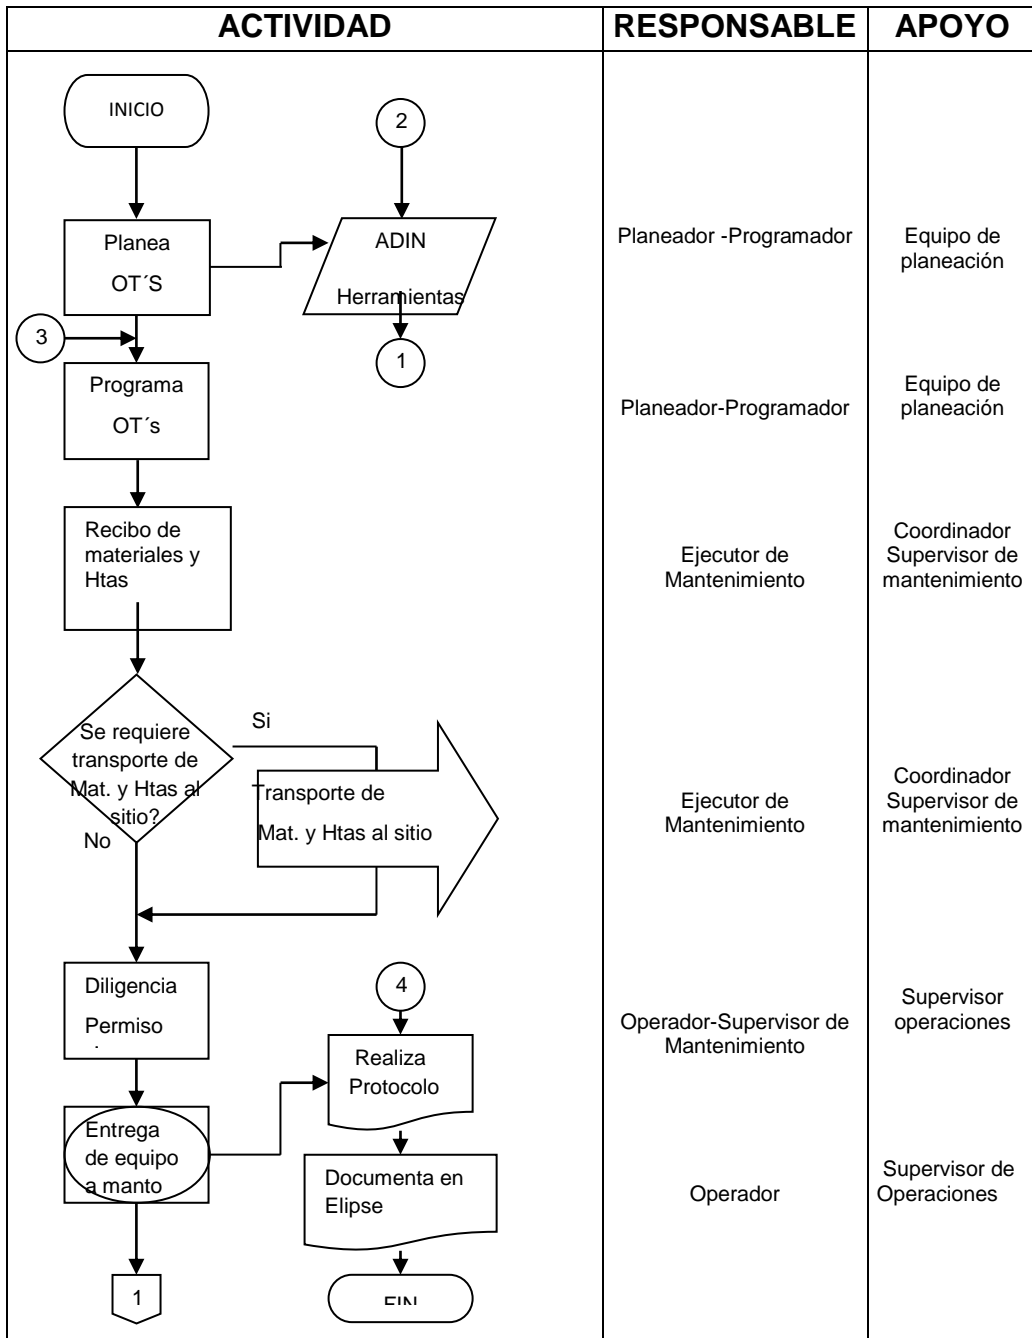 ACTIVIDAD
RESPONSABLE
APOYO
INICIO
2
Planea
OT´S
ADIN
Herramientas
Planeador -Programador
Equipo de
planeación
3
1
Programa
OT´s
Planeador-Programador
Equipo de
planeación
Recibo de
materiales y
Htas
Ejecutor de
Mantenimiento
Coordinador
Supervisor de
mantenimiento
Se requiere
transporte de
Mat. y Htas al
sitio?
Si
No
Transporte de
Mat. y Htas al sitio
Ejecutor de
Mantenimiento
Coordinador
Supervisor de
mantenimiento
Diligencia
Permiso
4
Realiza
Protocolo
Operador-Supervisor de
Mantenimiento
Supervisor
operaciones
Entrega
de equipo
a manto
Documenta en
Elipse
Operador
Supervisor de
Operaciones
1
FIN